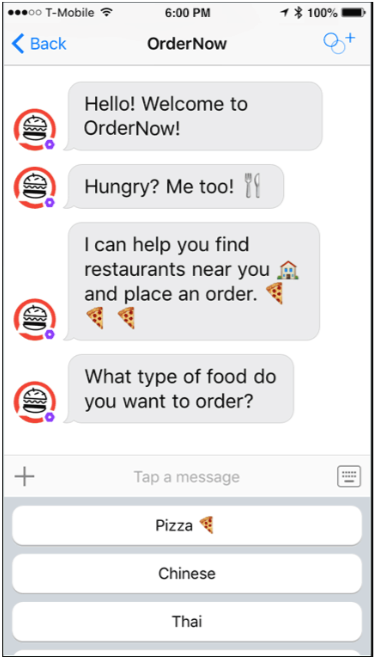 T-Mobile 6:00 PM 100%
Back OrderNow
Hello! Welcome to
OrderNow!
Hungry? Me too! 🍴
I can help you find
restaurants near you 🏠
and place an order. 🍕
🍕 🍕
What type of food do
you want to order?
Tap a message
Pizza 🍕
Chinese
Thai